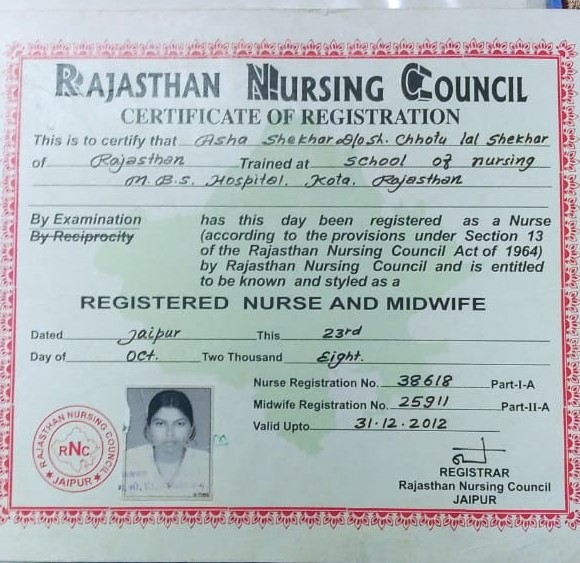 RAJASTHAN NURSING COUNCIL
CERTIFICATE OF REGISTRATION
This is to certify that Asha Shekhar D/o Sh. Chhotu lal Shekhar
of Rajasthan Trained at School of nursing
M.B.S. Hospital. Kota. Rajasthan
By Examination has this day been registered as a Nurse
By Reciprocity (according to the provisions under Section 13
of the Rajasthan Nursing Council Act of 1964)
by Rajasthan Nursing Council and is entitled
to be known and styled as a
REGISTERED NURSE AND MIDWIFE
Dated Jaipur This 23rd
Day of Oct. Two Thousand Eight.
Nurse Registration No. 38618 Part-I-A
Midwife Registration No. 25911 Part-II-A
Valid Upto 31.12.2012
RAJASTHAN NURSING COUNCIL
RNC
JAIPUR
REGISTRAR
Rajasthan Nursing Council
JAIPUR